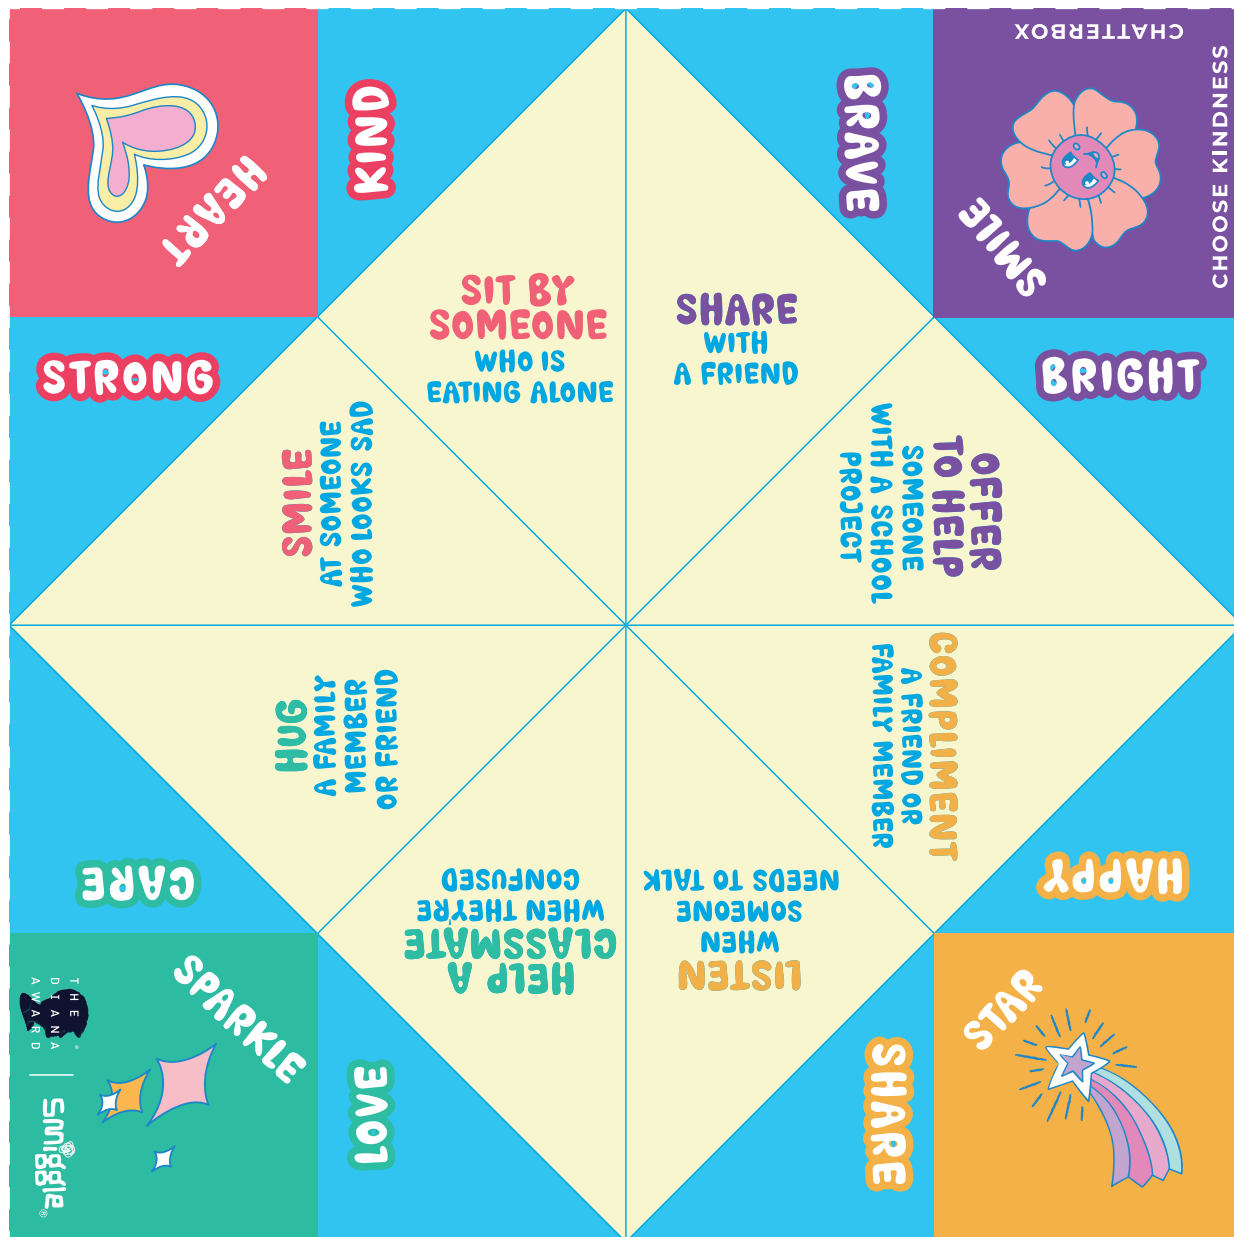 HEART
KIND
STRONG
BRAVE
CHATTERBOX
CHOOSE KINDNESS
SMILE
BRIGHT
SIT BY
SOMEONE
WHO IS
EATING ALONE
SHARE
WITH
A FRIEND
SMILE
AT SOMEONE
WHO LOOKS SAD
OFFER
TO HELP
SOMEONE
WITH A SCHOOL
PROJECT
HUG
A FAMILY
MEMBER
OR FRIEND
COMPLIMENT
A FRIEND OR
FAMILY MEMBER
HELP A
CLASSMATE
WHEN THEY'RE
CONFUSED
LISTEN
WHEN
SOMEONE
NEEDS TO TALK
CARE
SPARKLE
LOVE
THE
DIANA
AWARD
smiggle
HAPPY
STAR
SHARE